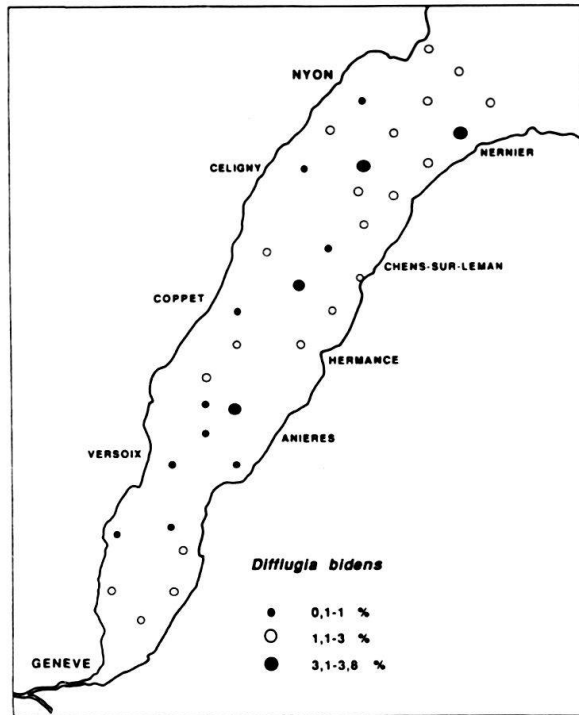 NYON
NERNIER
CELIGNY
CHENS-SUR-LEMAN
COPPET
HERMANCE
ANIERES
VERSOIX
Difflugia bidens
0,1-1 %
1,1-3 %
GENEVE
3,1-3,8 %